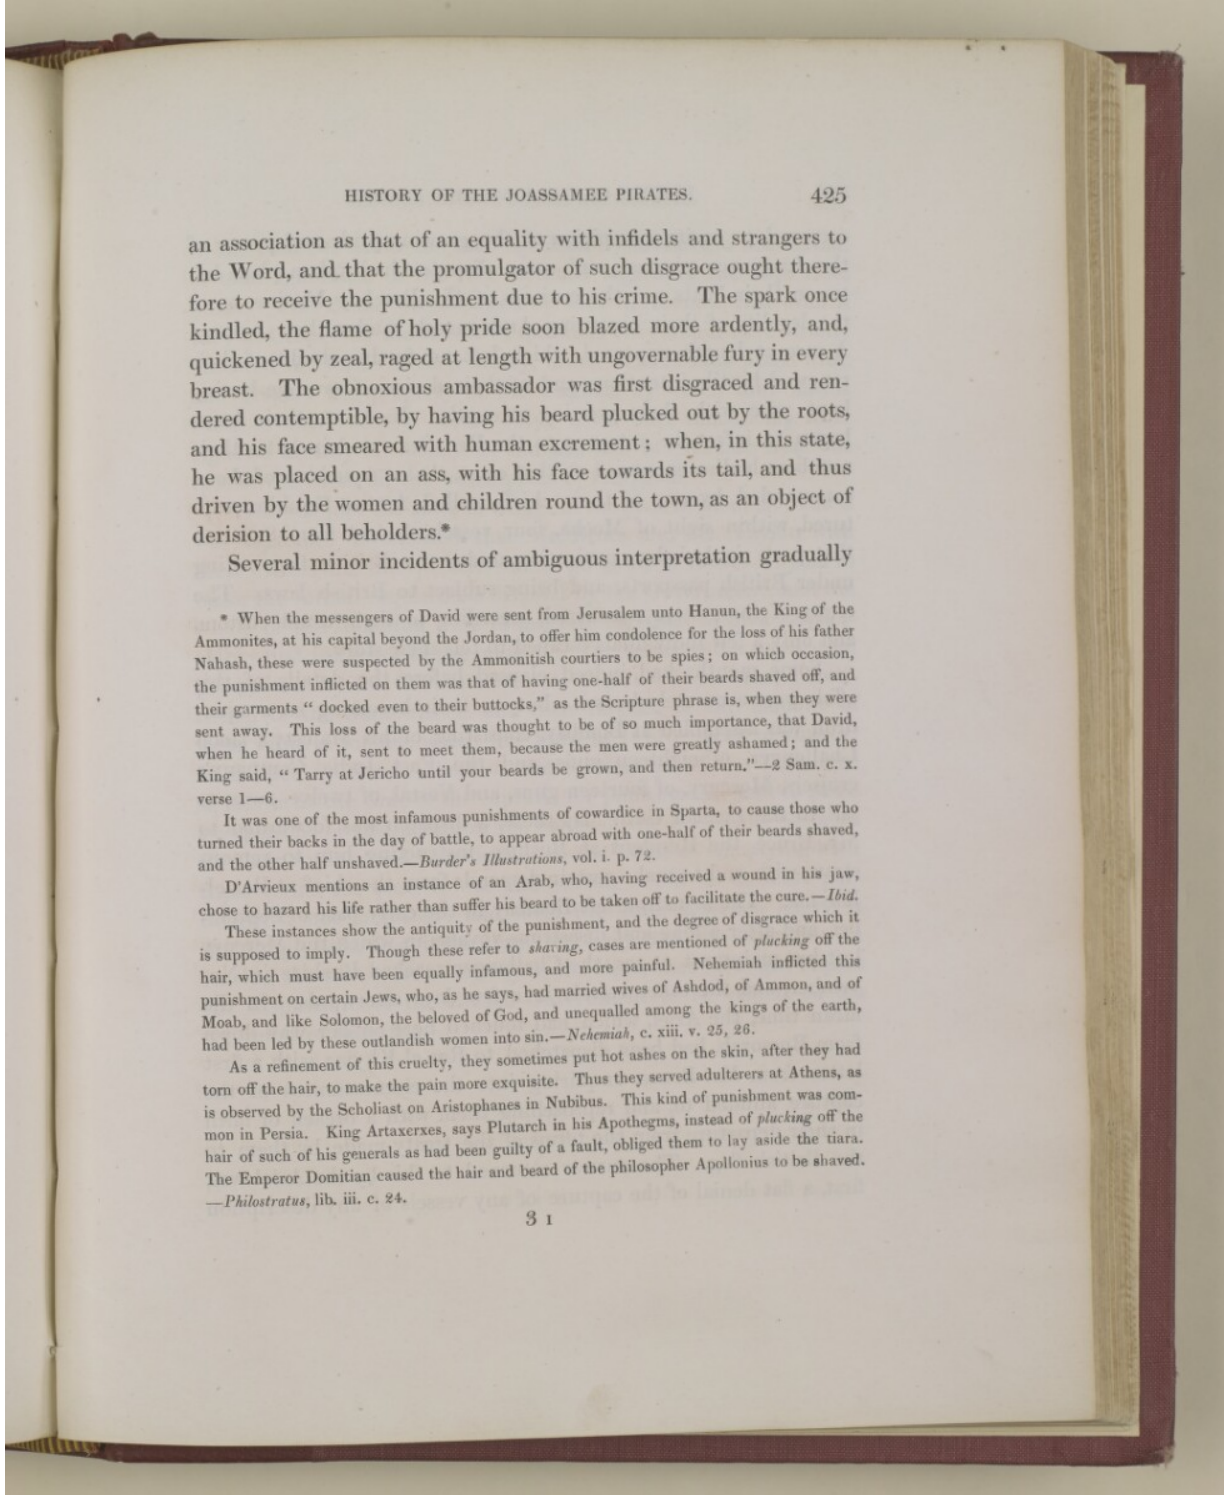 HISTORY OF THE JOASSAMEE PIRATES. 425
an association as that of an equality with infidels and strangers to
the Word, and that the promulgator of such disgrace ought there-
fore to receive the punishment due to his crime. The spark once
kindled, the flame of holy pride soon blazed more ardently, and,
quickened by zeal, raged at length with ungovernable fury in every
breast. The obnoxious ambassador was first disgraced and ren-
dered contemptible, by having his beard plucked out by the roots,
and his face smeared with human excrement; when, in this state,
he was placed on an ass, with his face towards its tail, and thus
driven by the women and children round the town, as an object of
derision to all beholders.*
Several minor incidents of ambiguous interpretation gradually
* When the messengers of David were sent from Jerusalem unto Hanun, the King of the
Ammonites, at his capital beyond the Jordan, to offer him condolence for the loss of his father
Nahash, these were suspected by the Ammonitish courtiers to be spies; on which occasion,
the punishment inflicted on them was that of having one-half of their beards shaved off, and
their garments “ docked even to their buttocks,” as the Scripture phrase is, when they were
sent away. This loss of the beard was thought to be of so much importance, that David,
when he heard of it, sent to meet them, because the men were greatly ashamed; and the
King said, “ Tarry at Jericho until your beards be grown, and then return.”—2 Sam. c. x.
verse 1—6.
It was one of the most infamous punishments of cowardice in Sparta, to cause those who
turned their backs in the day of battle, to appear abroad with one-half of their beards shaved,
and the other half unshaved.—Burder's Illustrations, vol. i. p. 72.
D'Arvieux mentions an instance of an Arab, who, having received a wound in his jaw,
chose to hazard his life rather than suffer his beard to be taken off to facilitate the cure.—Ibid.
These instances show the antiquity of the punishment, and the degree of disgrace which it
is supposed to imply. Though these refer to shaving, cases are mentioned of plucking off the
hair, which must have been equally infamous, and more painful. Nehemiah inflicted this
punishment on certain Jews, who, as he says, had married wives of Ashdod, of Ammon, and of
Moab, and like Solomon, the beloved of God, and unequalled among the kings of the earth,
had been led by these outlandish women into sin.—Nehemiah, c. xiii. v. 25, 26.
As a refinement of this cruelty, they sometimes put hot ashes on the skin, after they had
torn off the hair, to make the pain more exquisite. Thus they served adulterers at Athens, as
is observed by the Scholiast on Aristophanes in Nubibus. This kind of punishment was com-
mon in Persia. King Artaxerxes, says Plutarch in his Apothegms, instead of plucking off the
hair of such of his generals as had been guilty of a fault, obliged them to lay aside the tiara.
The Emperor Domitian caused the hair and beard of the philosopher Apollonius to be shaved.
—Philostratus, lib. iii. c. 24.
3 I